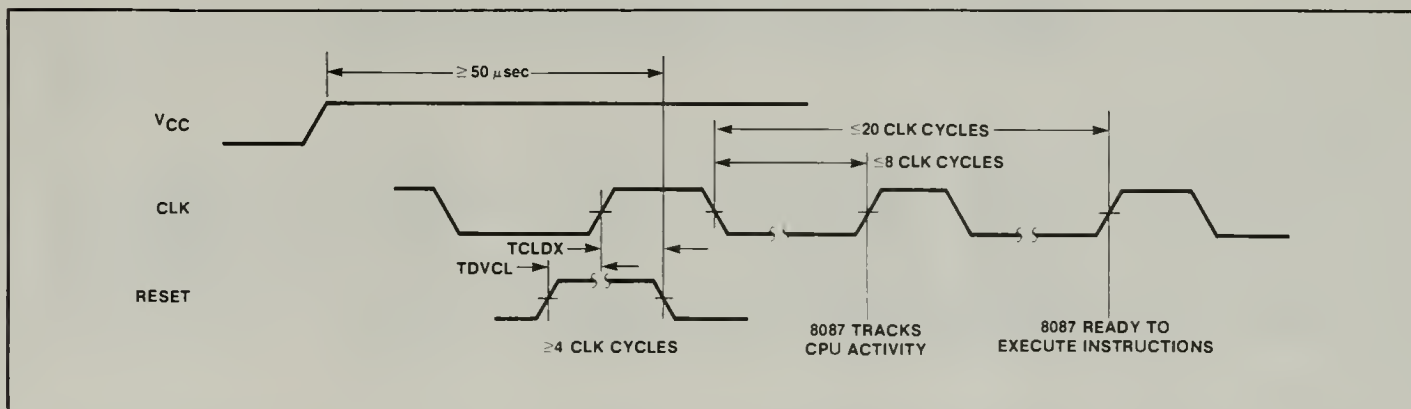 ≥50 μsec
VCC
≤20 CLK CYCLES
≤8 CLK CYCLES
CLK
TCLDX
TDVCL
RESET
≥4 CLK CYCLES
8087 TRACKS
CPU ACTIVITY
8087 READY TO
EXECUTE INSTRUCTIONS